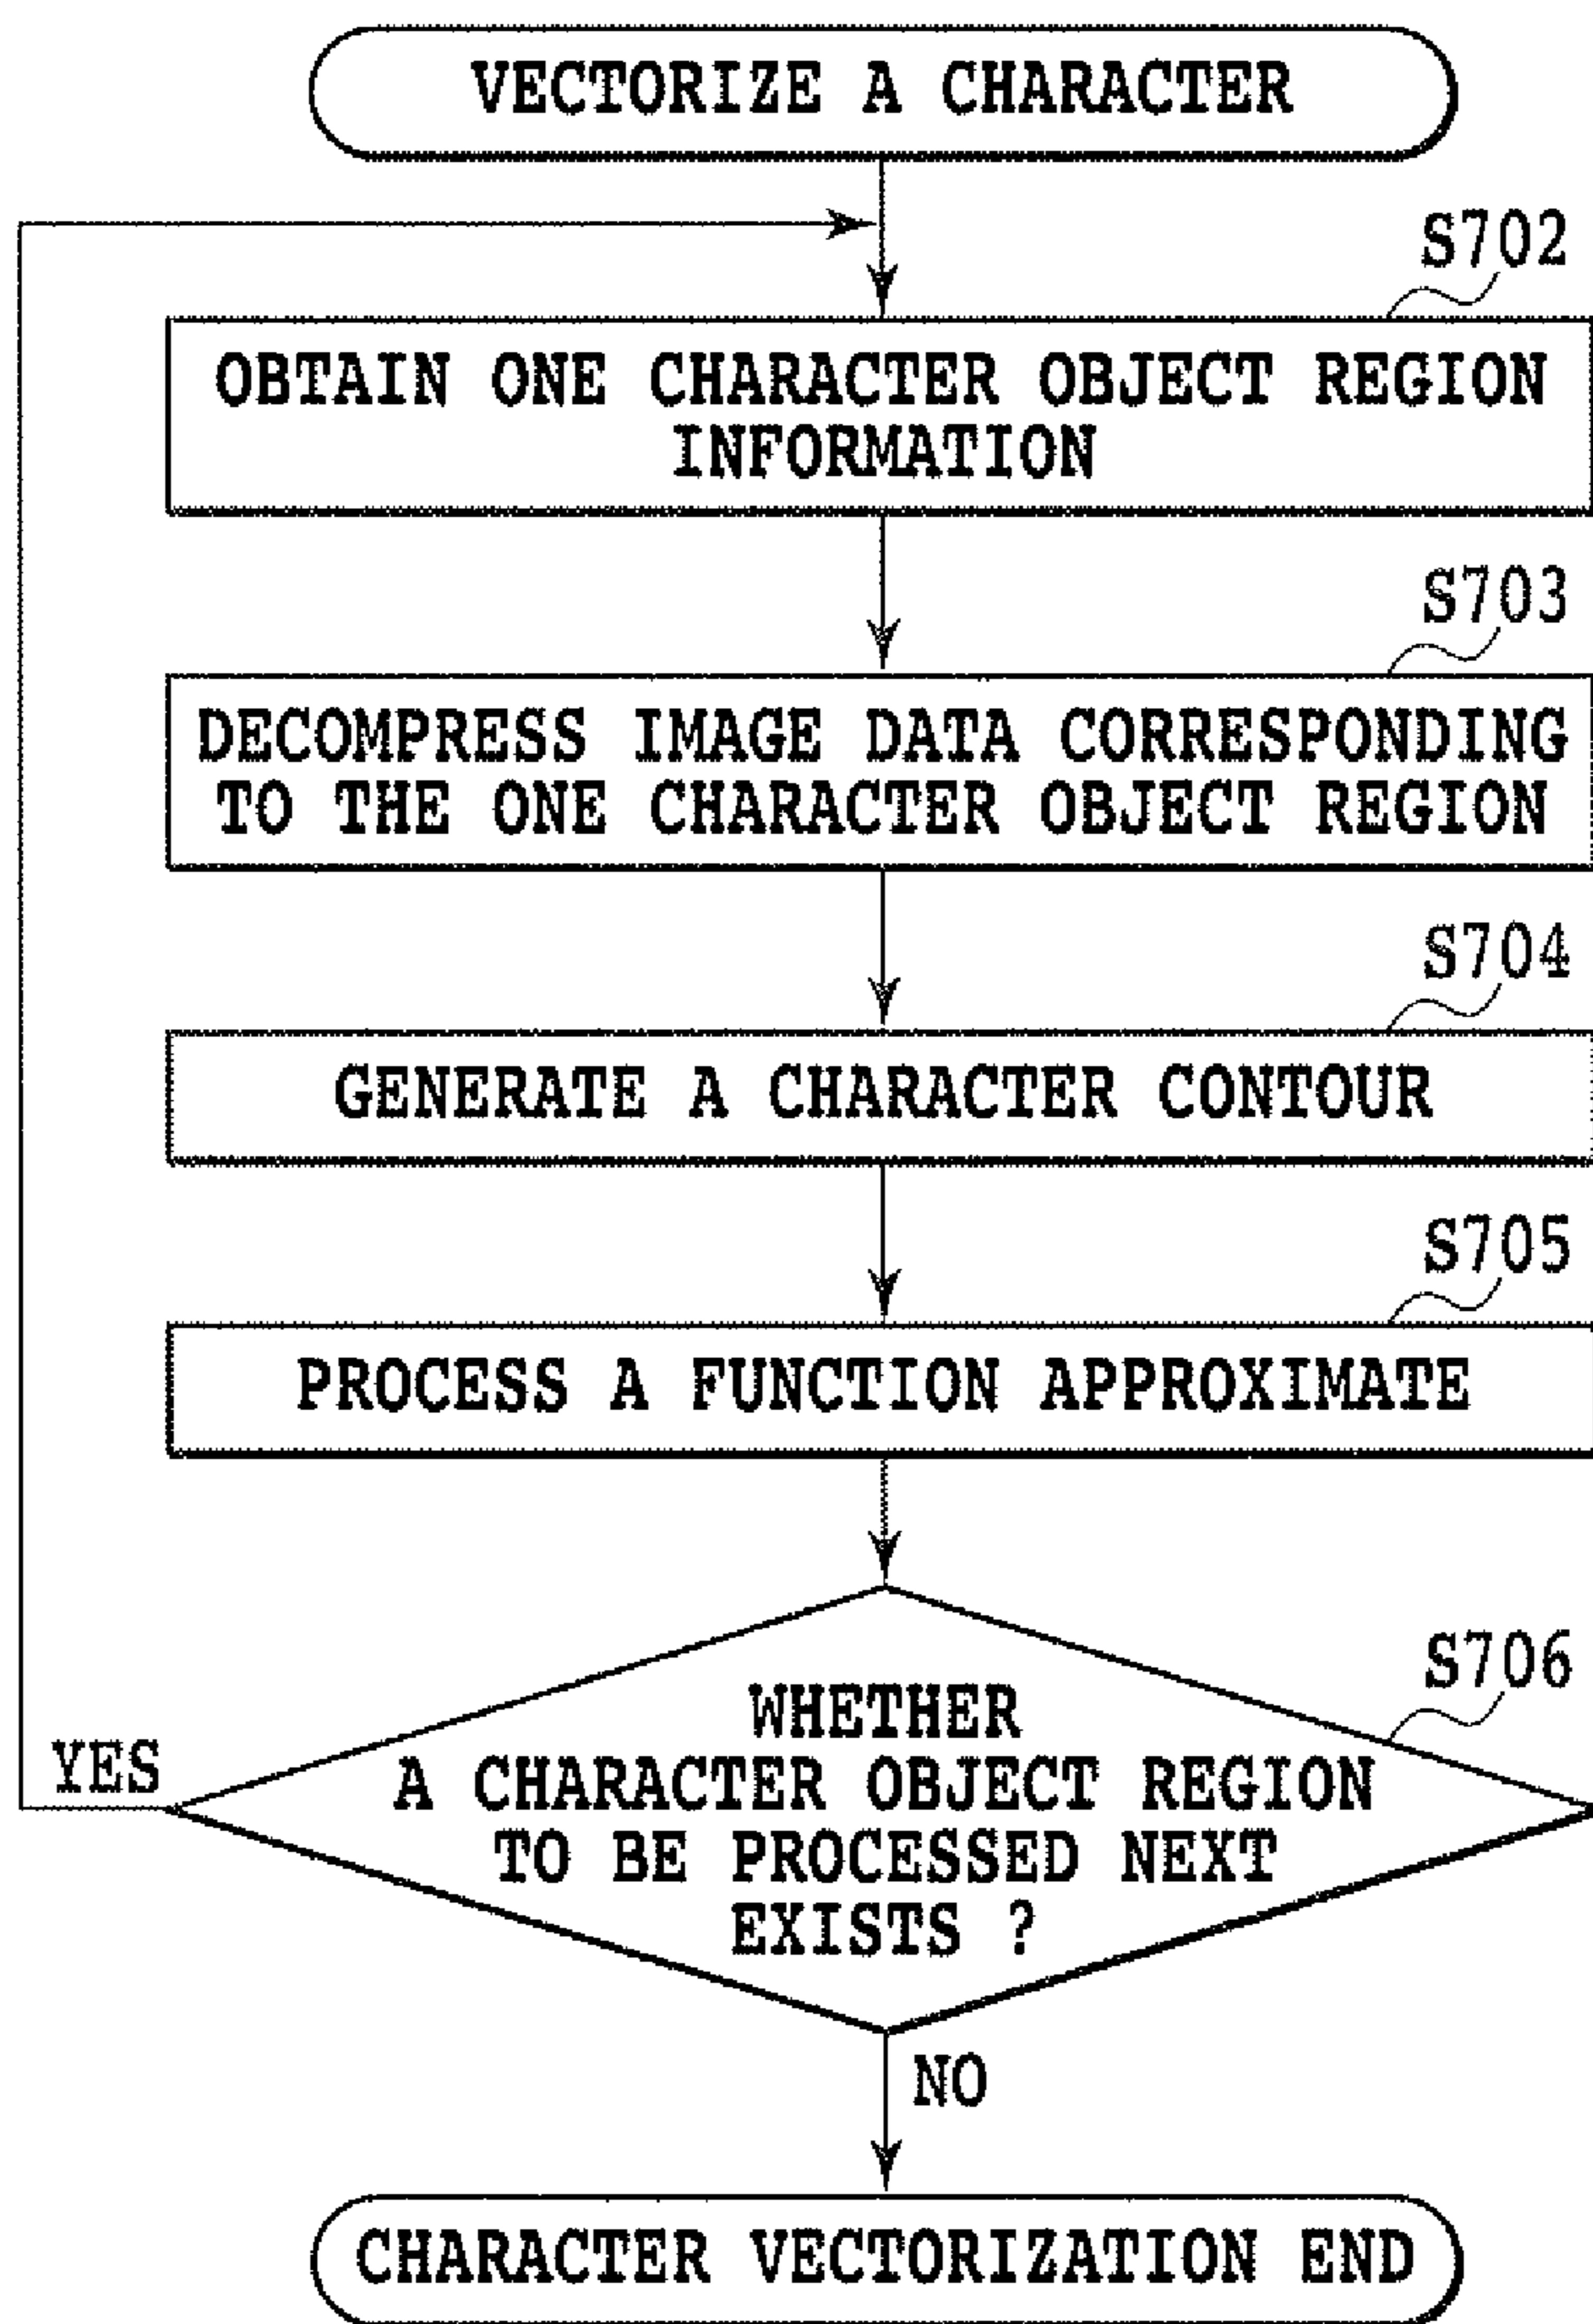 VECTORIZE A CHARACTER
S702
OBTAIN ONE CHARACTER OBJECT REGION
INFORMATION
S703
DECOMPRESS IMAGE DATA CORRESPONDING
TO THE ONE CHARACTER OBJECT REGION
S704
GENERATE A CHARACTER CONTOUR
S705
PROCESS A FUNCTION APPROXIMATE
S706
WHETHER
YES
A CHARACTER OBJECT REGION
TO BE PROCESSED NEXT
EXISTS ?
NO
CHARACTER VECTORIZATION END